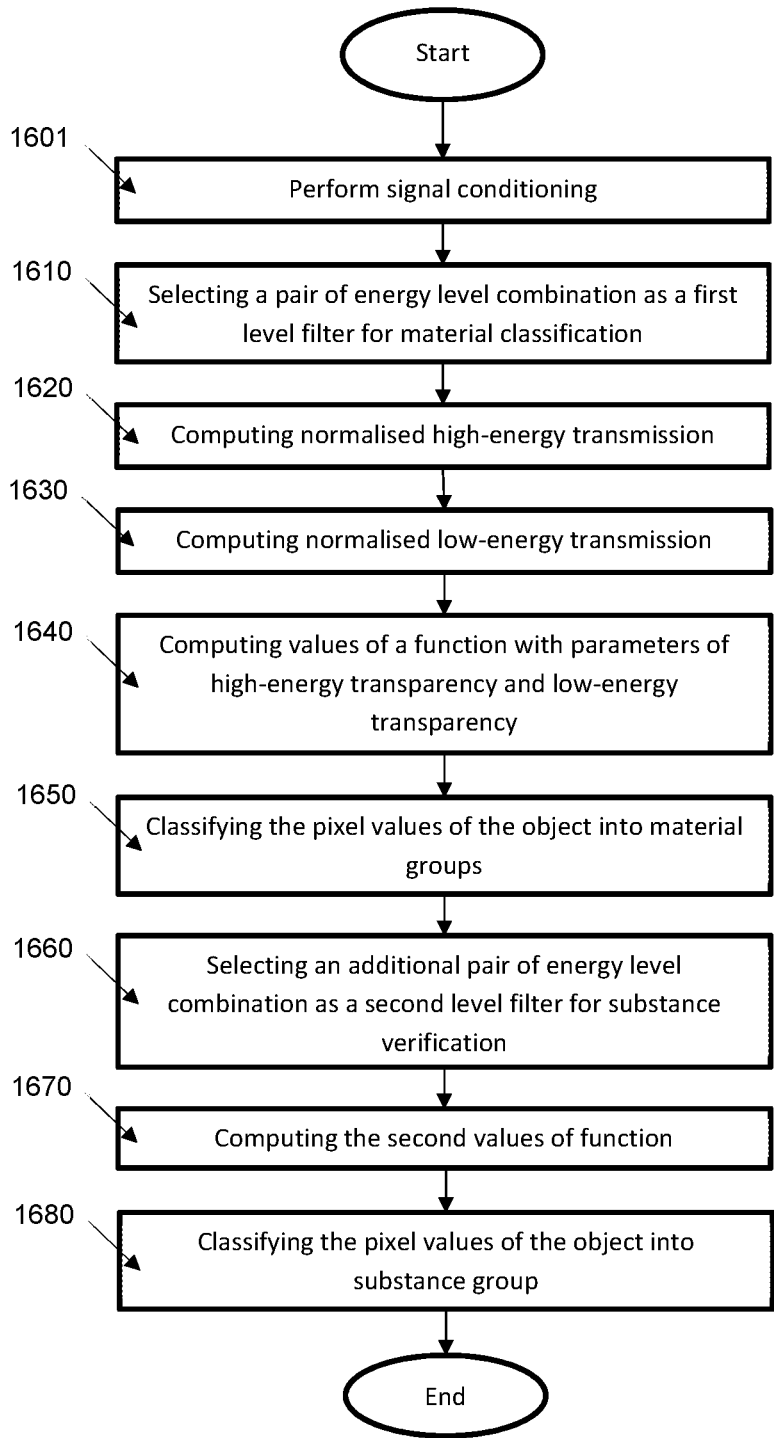 Start
1601
Perform signal conditioning
1610
Selecting a pair of energy level combination as a first
level filter for material classification
1620
Computing normalised high-energy transmission
1630
Computing normalised low-energy transmission
1640
Computing values of a function with parameters of
high-energy transparency and low-energy
transparency
1650
Classifying the pixel values of the object into material
groups
1660
Selecting an additional pair of energy level
combination as a second level filter for substance
verification
1670
Computing the second values of function
1680
Classifying the pixel values of the object into
substance group
End